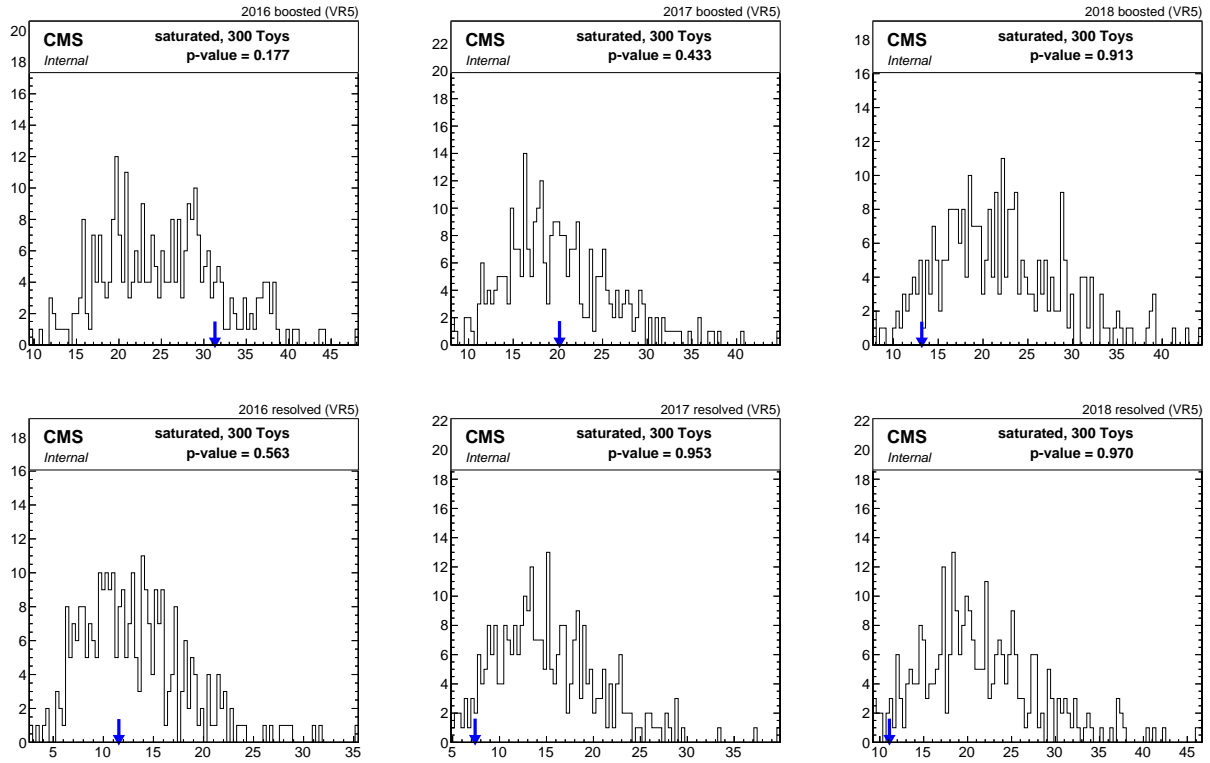 2016 boosted (VR5)
CMS
Internal
saturated, 300 Toys
p-value = 0.177
20
18
16
14
12
10
8
6
4
2
0
10 15 20 25 30 35 40 45
2017 boosted (VR5)
CMS
Internal
saturated, 300 Toys
p-value = 0.433
22
20
18
16
14
12
10
8
6
4
2
0
10 15 20 25 30 35 40
2018 boosted (VR5)
CMS
Internal
saturated, 300 Toys
p-value = 0.913
18
16
14
12
10
8
6
4
2
0
10 15 20 25 30 35 40
2016 resolved (VR5)
CMS
Internal
saturated, 300 Toys
p-value = 0.563
18
16
14
12
10
8
6
4
2
0
5 10 15 20 25 30 35
2017 resolved (VR5)
CMS
Internal
saturated, 300 Toys
p-value = 0.953
22
20
18
16
14
12
10
8
6
4
2
0
5 10 15 20 25 30 35
2018 resolved (VR5)
CMS
Internal
saturated, 300 Toys
p-value = 0.970
22
20
18
16
14
12
10
8
6
4
2
0
10 15 20 25 30 35 40 45